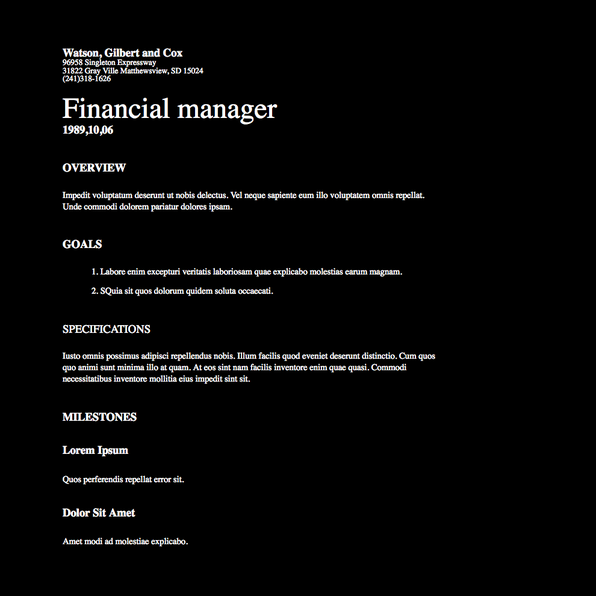 Watson, Gilbert and Cox
96958 Singleton Expressway
31822 Gray Ville Matthewsview, SD 15024
(241)318-1626
Financial manager
1989,10,06
OVERVIEW
Impedit voluptatum deserunt ut nobis delectus. Vel neque sapiente eum illo voluptatem omnis repellat.
Unde commodi dolorem pariatur dolores ipsam.
GOALS
1. Labore enim excepturi veritatis laboriosam quae explicabo molestias earum magnam.
2. SQuia sit quos dolorum quidem soluta occaecati.
SPECIFICATIONS
Iusto omnis possimus adipisci repellendus nobis. Illum facilis quod eveniet deserunt distinctio. Cum quos
quo animi sunt minima illo at quam. At eos sint nam facilis inventore enim quae quasi. Commodi
necessitatibus inventore mollitia eius impedit sint sit.
MILESTONES
Lorem Ipsum
Quos perferendis repellat error sit.
Dolor Sit Amet
Amet modi ad molestiae explicabo.